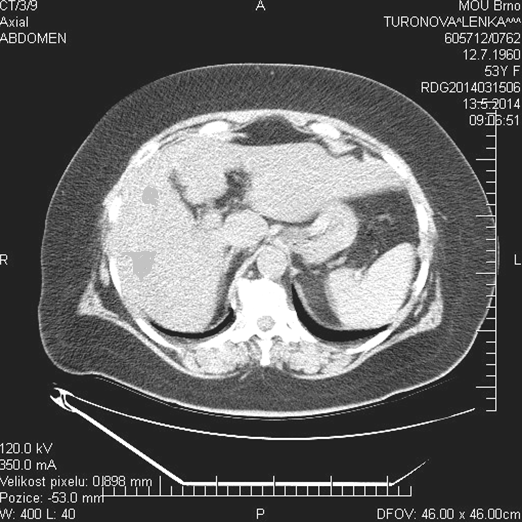 CT/3/9
Axial
ABDOMEN
A
MOU Brno
TURONOVA^LENKA^^^
605712/0762
12.7.1960
53Y F
RDG2014031506
13.5.2014
09:06:51
R
L
120.0 kV
350.0 mA
Velikost pixelu: 0.898 mm
Pozice: -53.0 mm
W: 400 L: 40
P
DFOV: 46.00 x 46.00cm